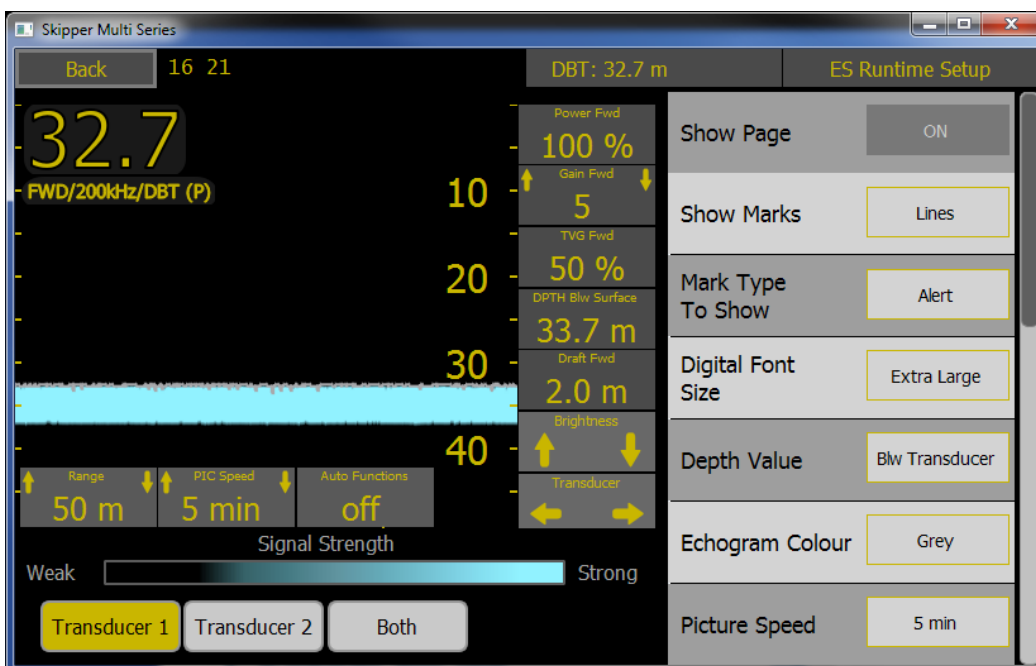 Skipper Multi Series
Back
16 21
DBT: 32.7 m
ES Runtime Setup
32.7
FWD/200kHz/DBT (P)
10
20
30
40
Power Fwd
100 %
Gain Fwd
5
TVG Fwd
50 %
DPTH Blw Surface
33.7 m
Draft Fwd
2.0 m
Brightness
Transducer
Range
50 m
PIC Speed
5 min
Auto Functions
off
Signal Strength
Weak
Strong
Transducer 1
Transducer 2
Both
Show Page
ON
Show Marks
Lines
Mark Type
To Show
Alert
Digital Font
Size
Extra Large
Depth Value
Blw Transducer
Echogram Colour
Grey
Picture Speed
5 min